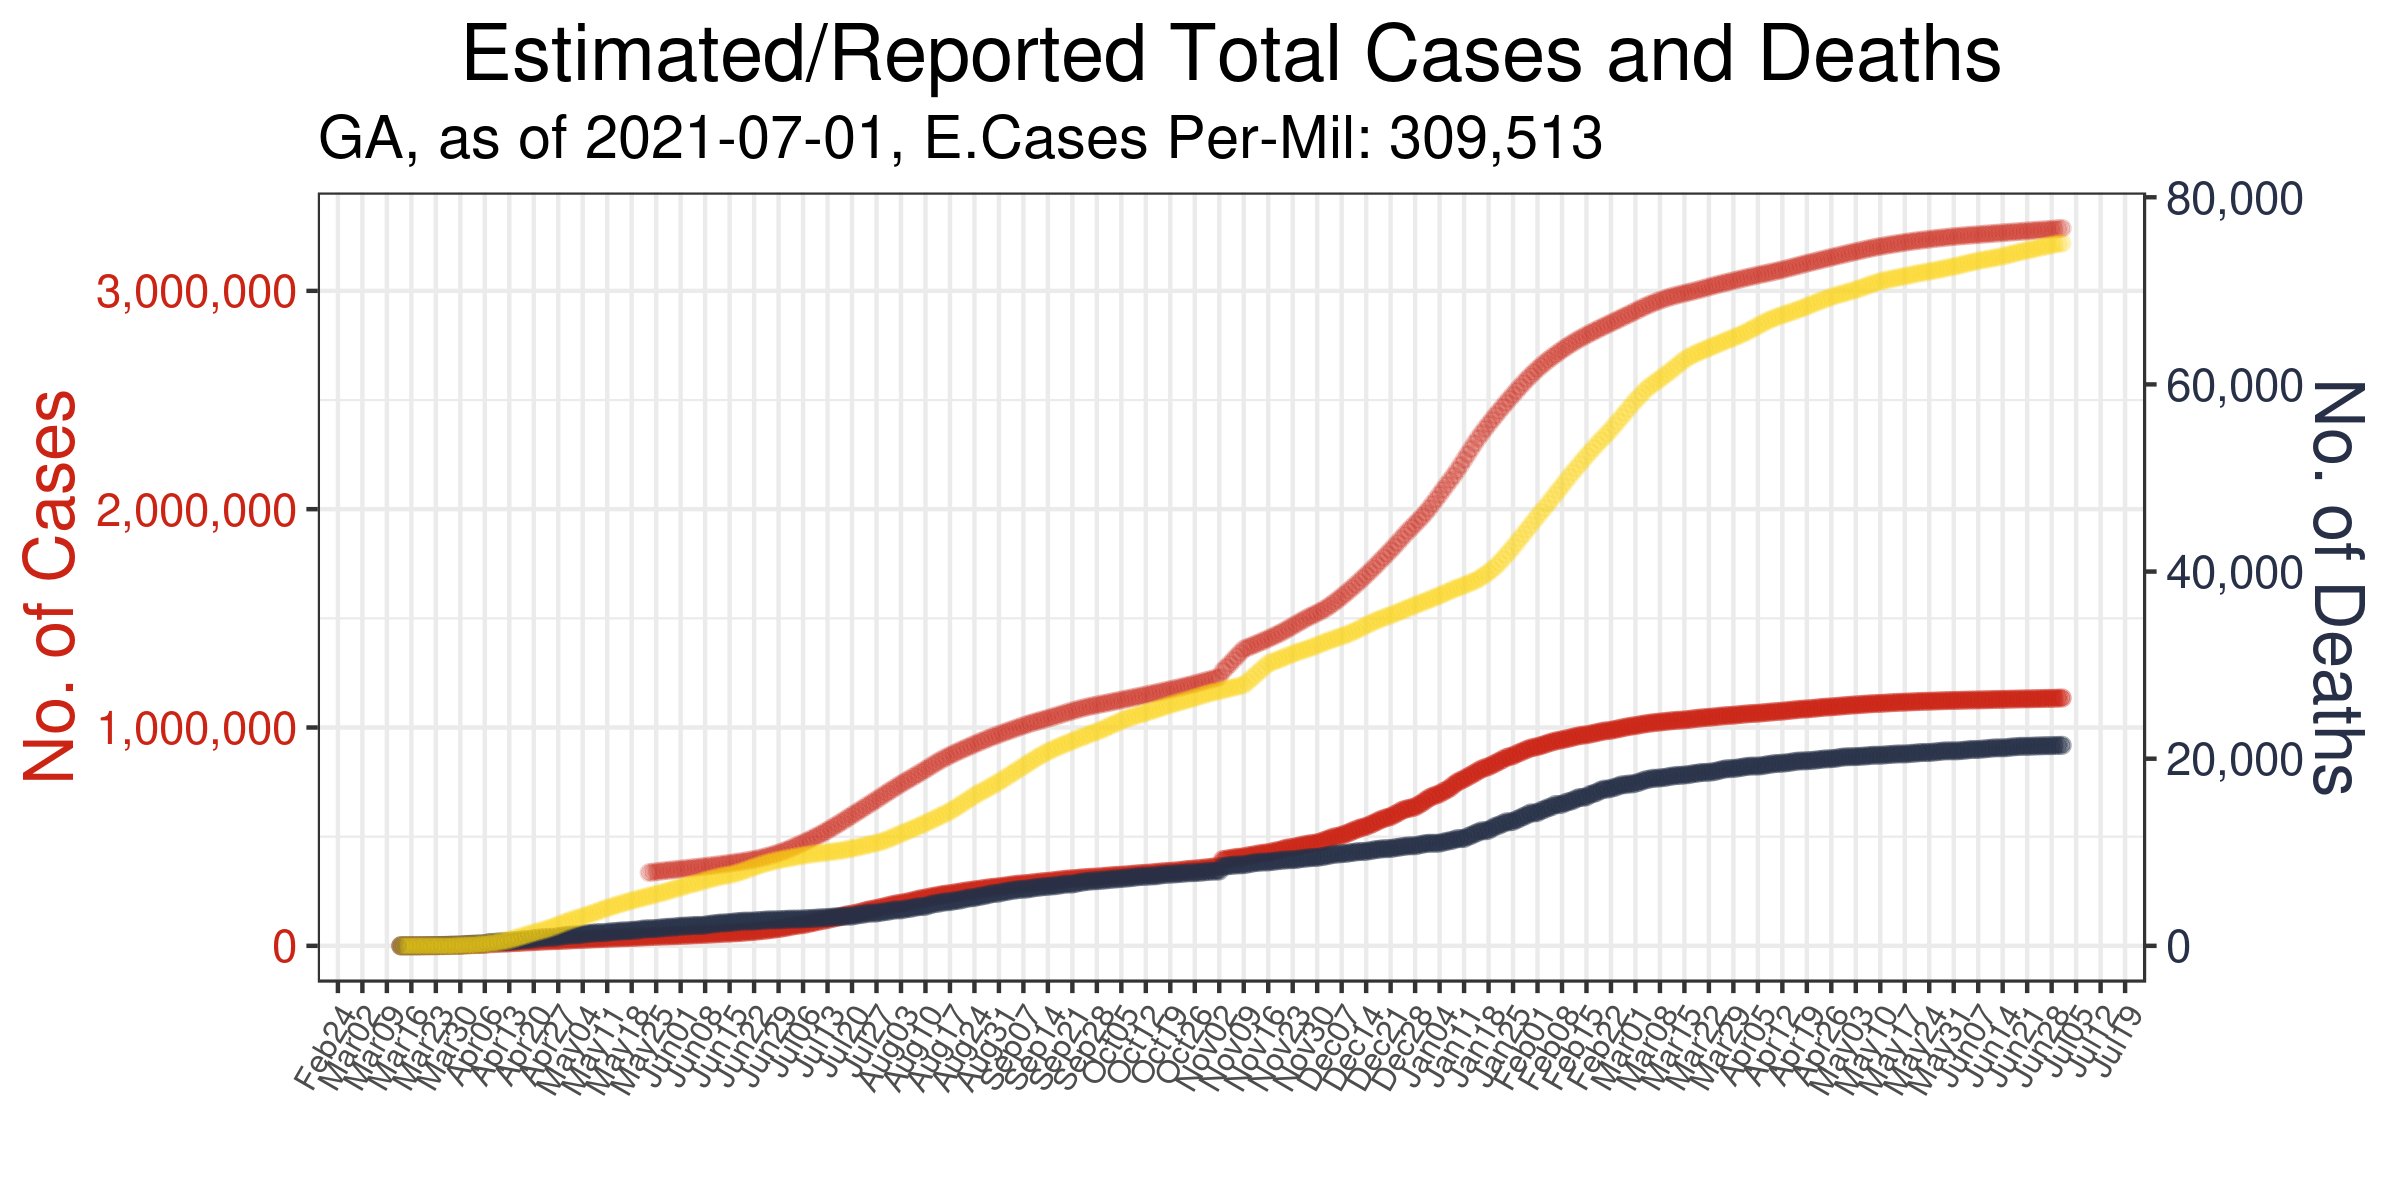 Estimated/Reported Total Cases and Deaths
GA, as of 2021-07-01, E.Cases Per-Mil: 309,513
No. of Cases
3,000,000
2,000,000
1,000,000
0
80,000
60,000
40,000
20,000
0
No. of Deaths
Feb24
Mar02
Mar09
Mar16
Mar23
Mar30
Apr06
Apr13
Apr20
Apr27
May04
May11
May18
May25
Jun01
Jun08
Jun15
Jun22
Jun29
Jul06
Jul13
Jul20
Jul27
Aug03
Aug10
Aug17
Aug24
Aug31
Sep07
Sep14
Sep21
Sep28
Oct05
Oct12
Oct19
Oct26
Nov02
Nov09
Nov16
Nov23
Nov30
Dec07
Dec14
Dec21
Dec28
Jan04
Jan11
Jan18
Jan25
Feb01
Feb08
Feb15
Feb22
Mar01
Mar08
Mar15
Mar22
Mar29
Apr05
Apr12
Apr19
Apr26
May03
May10
May17
May24
May31
Jun07
Jun14
Jun21
Jun28
Jul05
Jul12
Jul19